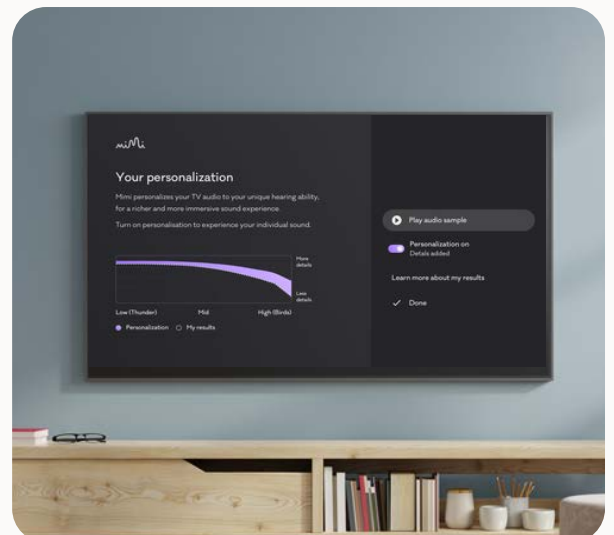 mimi
Your personalization
Mimi personalizes your TV audio to your unique hearing ability,
for a richer and more immersive sound experience.
Turn on personalisation to experience your individual sound.
More
details
Less
details
Low (Thunder) Mid High (Birds)
Personalization My results
Play audio sample
Personalization on
Details added
Learn more about my results
Done